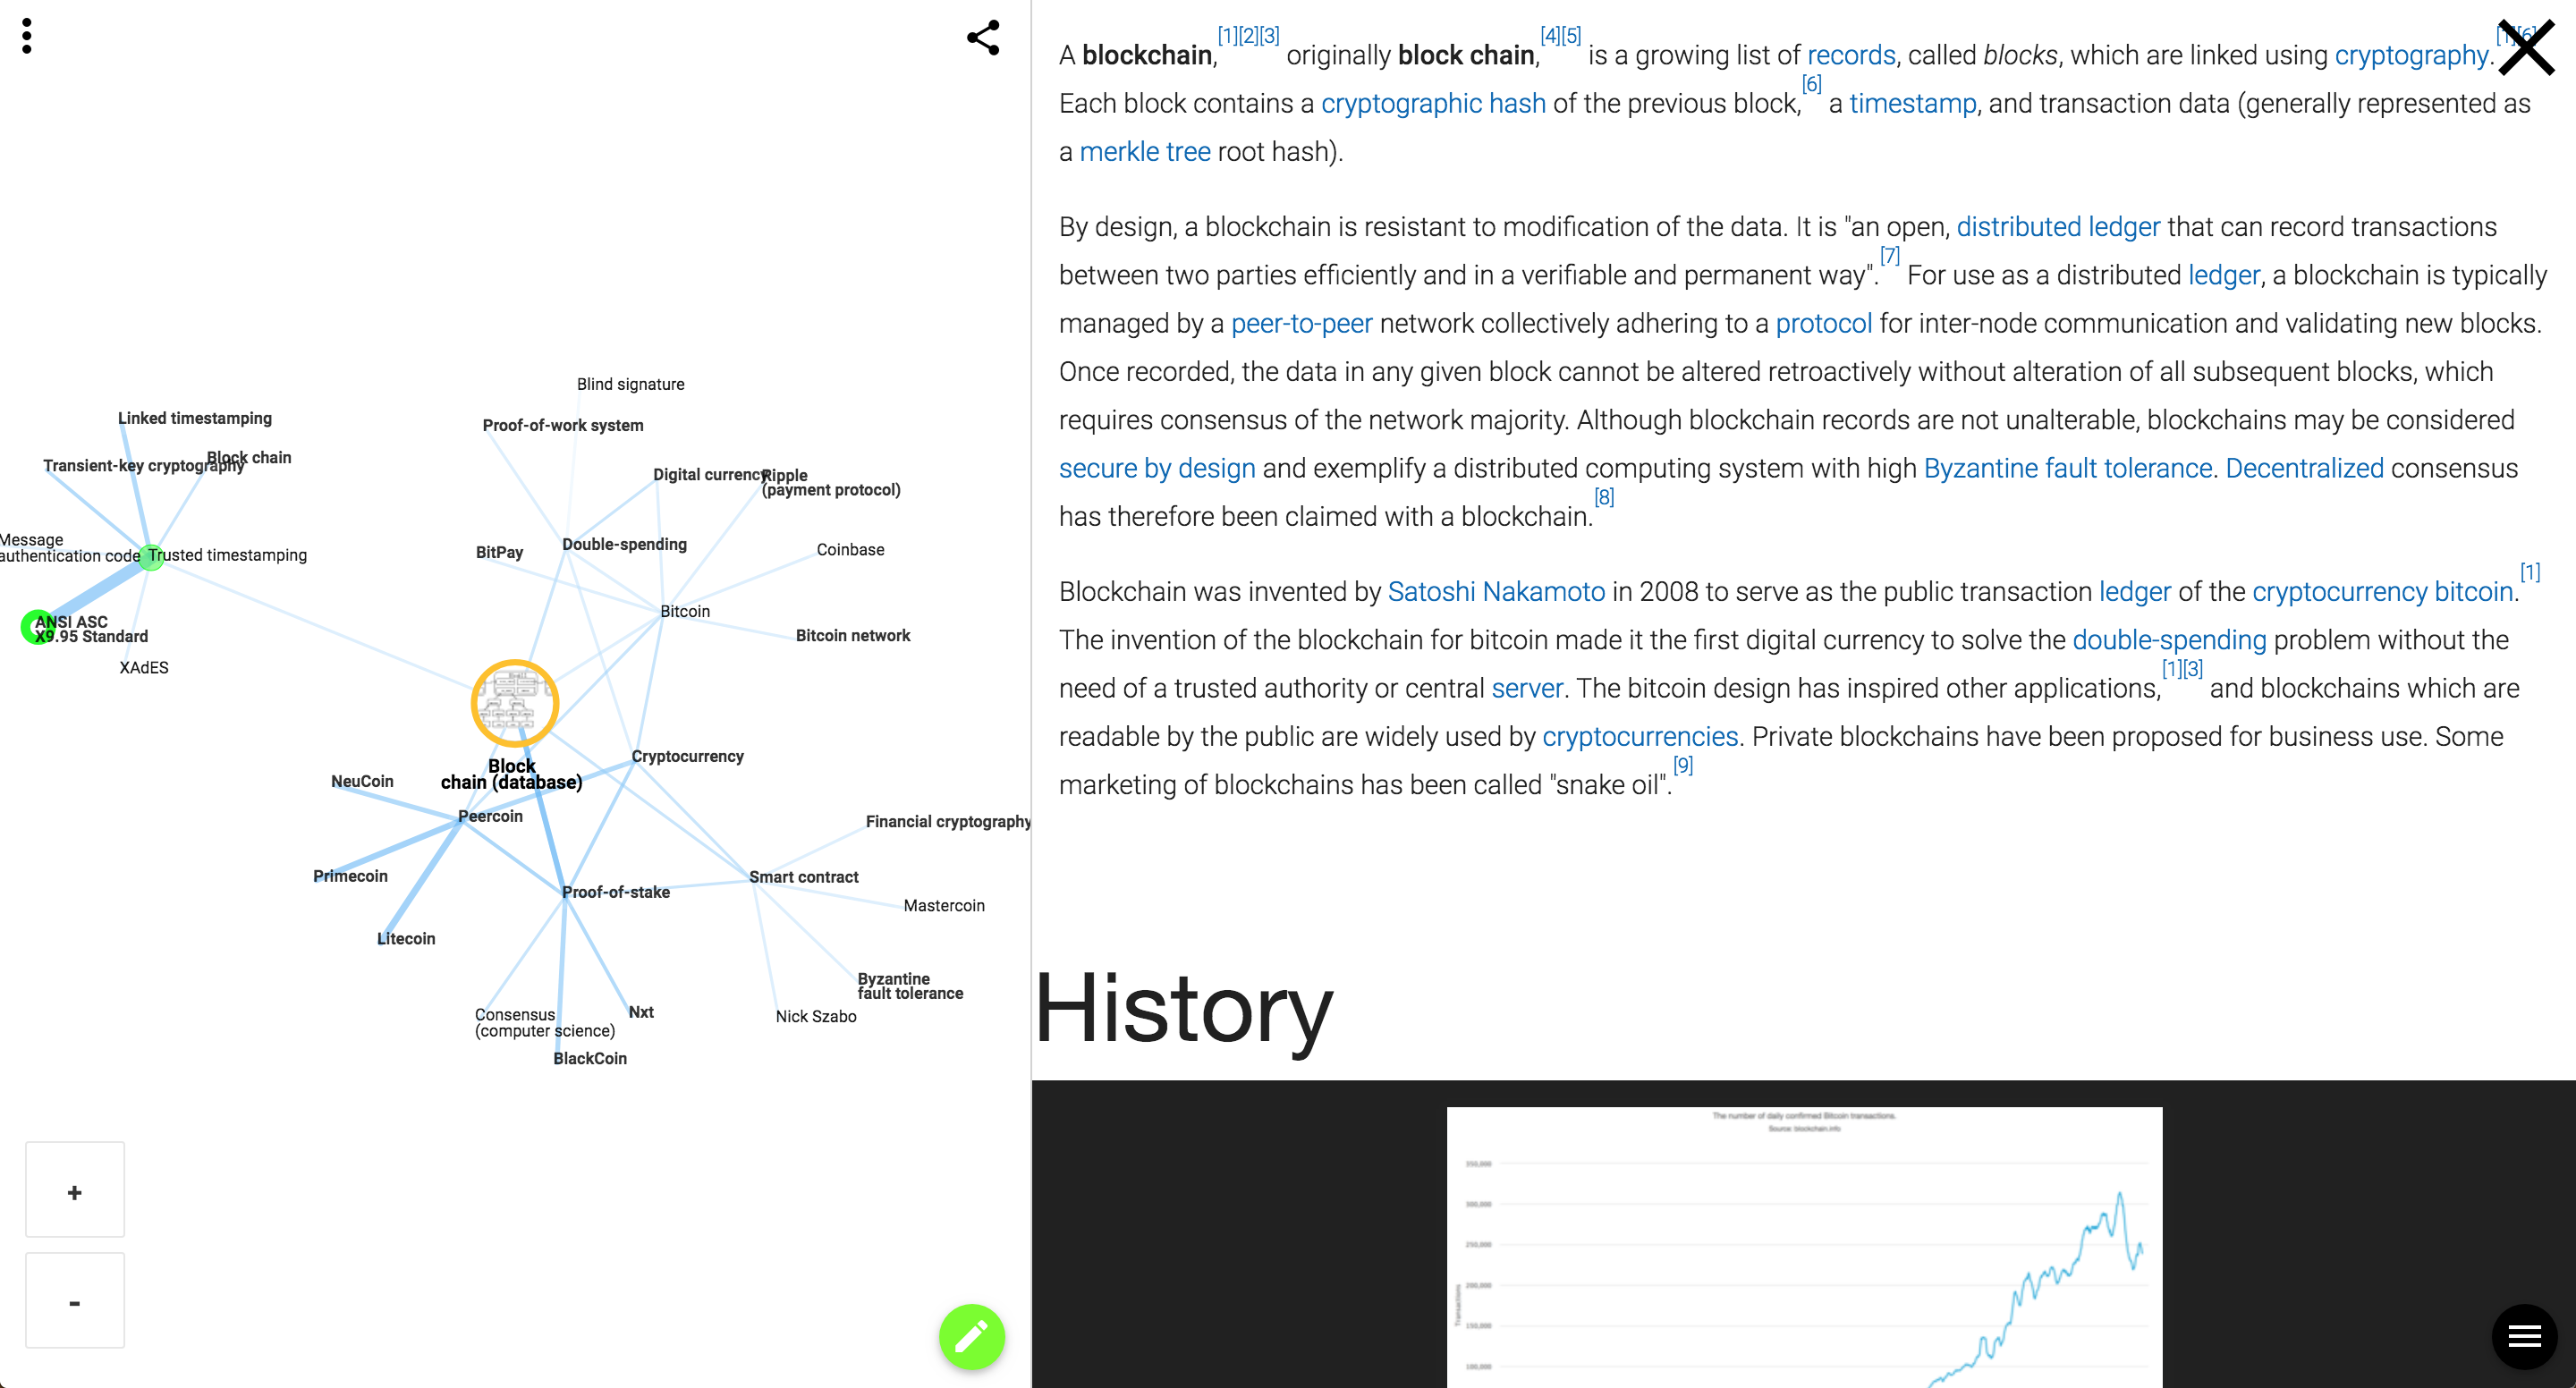 Blind signature
Linked timestamping
Proof-of-work system
Block chain
Transient-key cryptography
Digital currency
Ripple
(payment protocol)
Message
authentication code
Trusted timestamping
BitPay
Double-spending
Coinbase
Bitcoin
ANSI ASC
X9.95 Standard
Bitcoin network
XAdES
Cryptocurrency
Block
chain (database)
NeuCoin
Peercoin
Financial cryptography
Primecoin
Smart contract
Proof-of-stake
Mastercoin
Litecoin
Byzantine
fault tolerance
Consensus
(computer science)
Nxt
Nick Szabo
BlackCoin
+
-
A blockchain,[1][2][3] originally block chain,[4][5] is a growing list of records, called blocks, which are linked using cryptography.[1][6]
Each block contains a cryptographic hash of the previous block,[6] a timestamp, and transaction data (generally represented as
a merkle tree root hash).
By design, a blockchain is resistant to modification of the data. It is "an open, distributed ledger that can record transactions
between two parties efficiently and in a verifiable and permanent way".[7] For use as a distributed ledger, a blockchain is typically
managed by a peer-to-peer network collectively adhering to a protocol for inter-node communication and validating new blocks.
Once recorded, the data in any given block cannot be altered retroactively without alteration of all subsequent blocks, which
requires consensus of the network majority. Although blockchain records are not unalterable, blockchains may be considered
secure by design and exemplify a distributed computing system with high Byzantine fault tolerance. Decentralized consensus
has therefore been claimed with a blockchain.[8]
Blockchain was invented by Satoshi Nakamoto in 2008 to serve as the public transaction ledger of the cryptocurrency bitcoin.[1]
The invention of the blockchain for bitcoin made it the first digital currency to solve the double-spending problem without the
need of a trusted authority or central server. The bitcoin design has inspired other applications,[1][3] and blockchains which are
readable by the public are widely used by cryptocurrencies. Private blockchains have been proposed for business use. Some
marketing of blockchains has been called "snake oil".[9]
History
The number of daily confirmed Bitcoin transactions.
Source: blockchain.info
350,000
300,000
250,000
200,000
150,000
100,000
Transactions